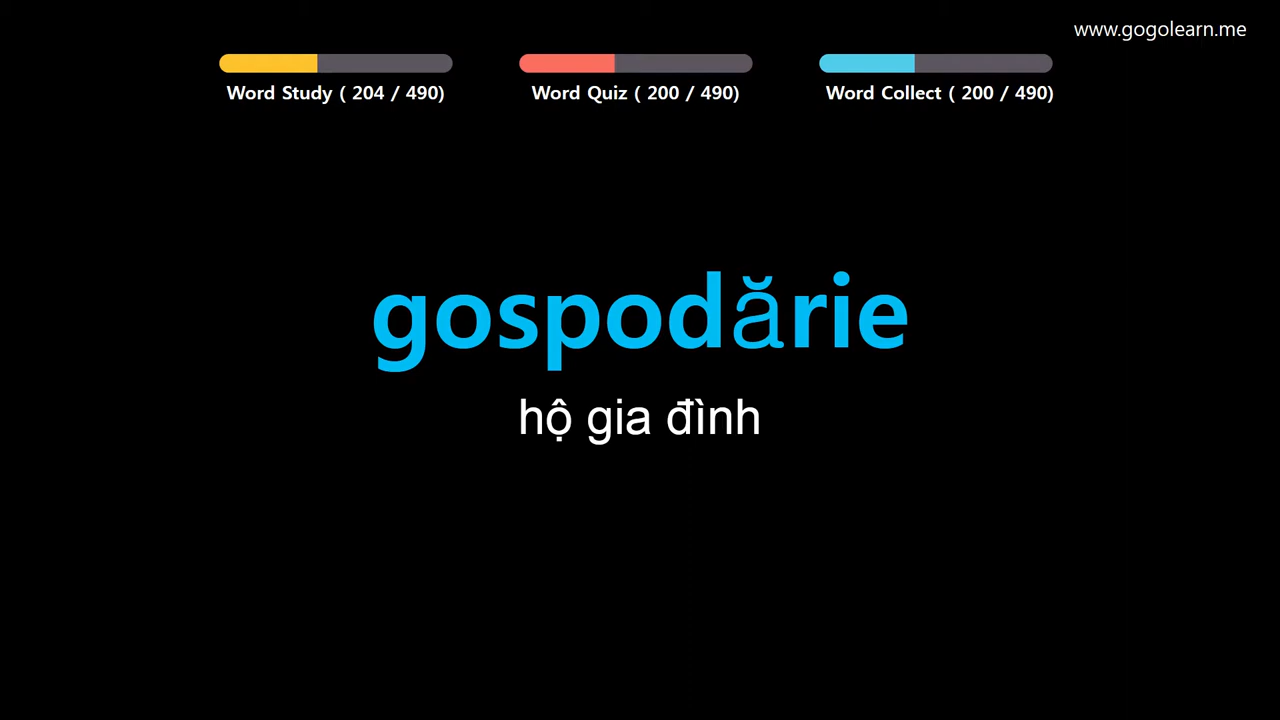 www.gogolearn.me
Word Study ( 204 / 490)
Word Quiz ( 200 / 490)
Word Collect ( 200 / 490)
gospodărie
hộ gia đình